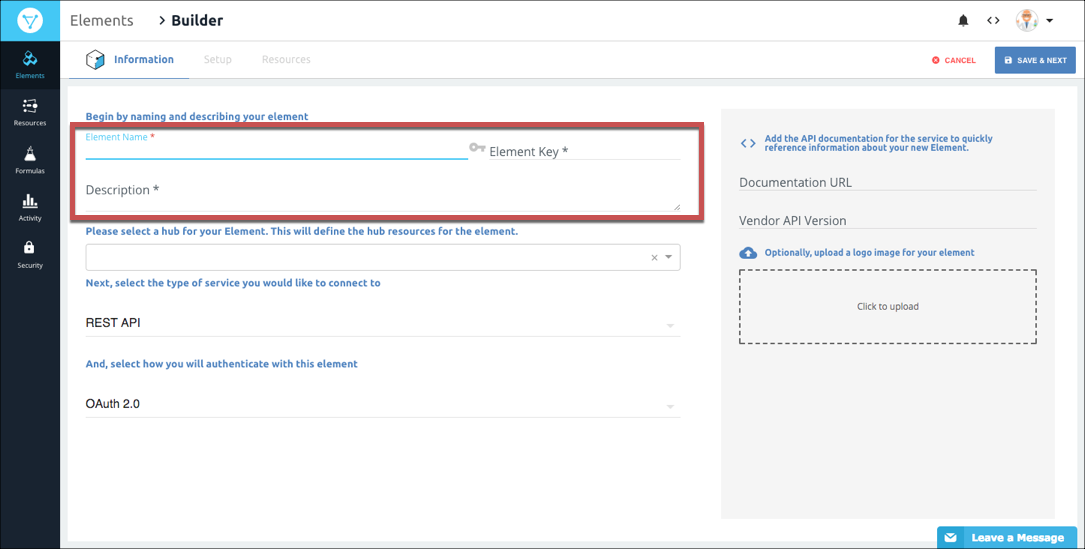 Elements > Builder
Elements
Resources
Formulas
Activity
Security
Information Setup Resources
CANCEL
SAVE & NEXT
Begin by naming and describing your element
Element Name *
Element Key *
Description *
Please select a hub for your Element. This will define the hub resources for the element.
Next, select the type of service you would like to connect to
REST API
And, select how you will authenticate with this element
OAuth 2.0
Add the API documentation for the service to quickly
reference information about your new Element.
Documentation URL
Vendor API Version
Optionally, upload a logo image for your element
Click to upload
Leave a Message